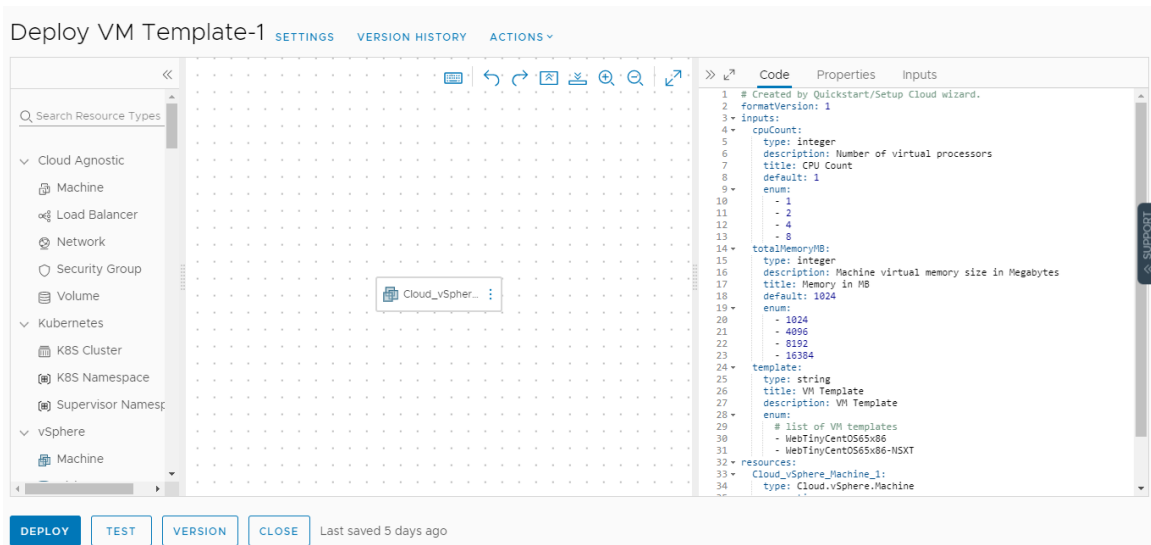 Deploy VM Template-1 SETTINGS VERSION HISTORY ACTIONS
Search Resource Types
Cloud Agnostic
Machine
Load Balancer
Network
Security Group
Volume
Kubernetes
K8S Cluster
K8S Namespace
Supervisor Namesp
vSphere
Machine
Cloud_vSpher...
Code Properties Inputs
1 # Created by Quickstart/Setup Cloud wizard.
2 formatVersion: 1
3 inputs:
4 cpuCount:
5 type: integer
6 description: Number of virtual processors
7 title: CPU Count
8 default: 1
9 enum:
10 - 1
11 - 2
12 - 4
13 - 8
14 totalMemoryMB:
15 type: integer
16 description: Machine virtual memory size in Megabytes
17 title: Memory in MB
18 default: 1024
19 enum:
20 - 1024
21 - 4096
22 - 8192
23 - 16384
24 template:
25 type: string
26 title: VM Template
27 description: VM Template
28 enum:
29 # list of VM templates
30 - WebTinyCentOS65x86
31 - WebTinyCentOS65x86-NSXT
32 resources:
33 Cloud_vSphere_Machine_1:
34 type: Cloud.vSphere.Machine
SUPPORT
DEPLOY TEST VERSION CLOSE Last saved 5 days ago